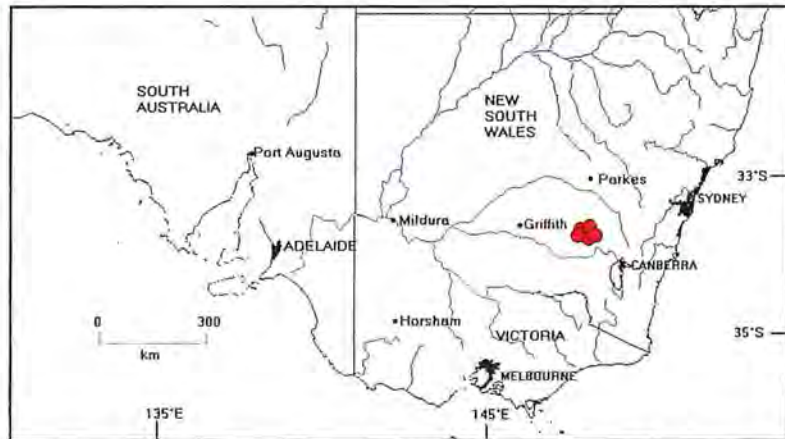 SOUTH
AUSTRALIA
NEW
SOUTH
WALES
Port Augusta
Parkes
33°S
SYDNEY
Mildura
Griffith
ADELAIDE
CANBERRA
0 300
km
Horsham
VICTORIA
35°S
MELBOURNE
135°E
145°E